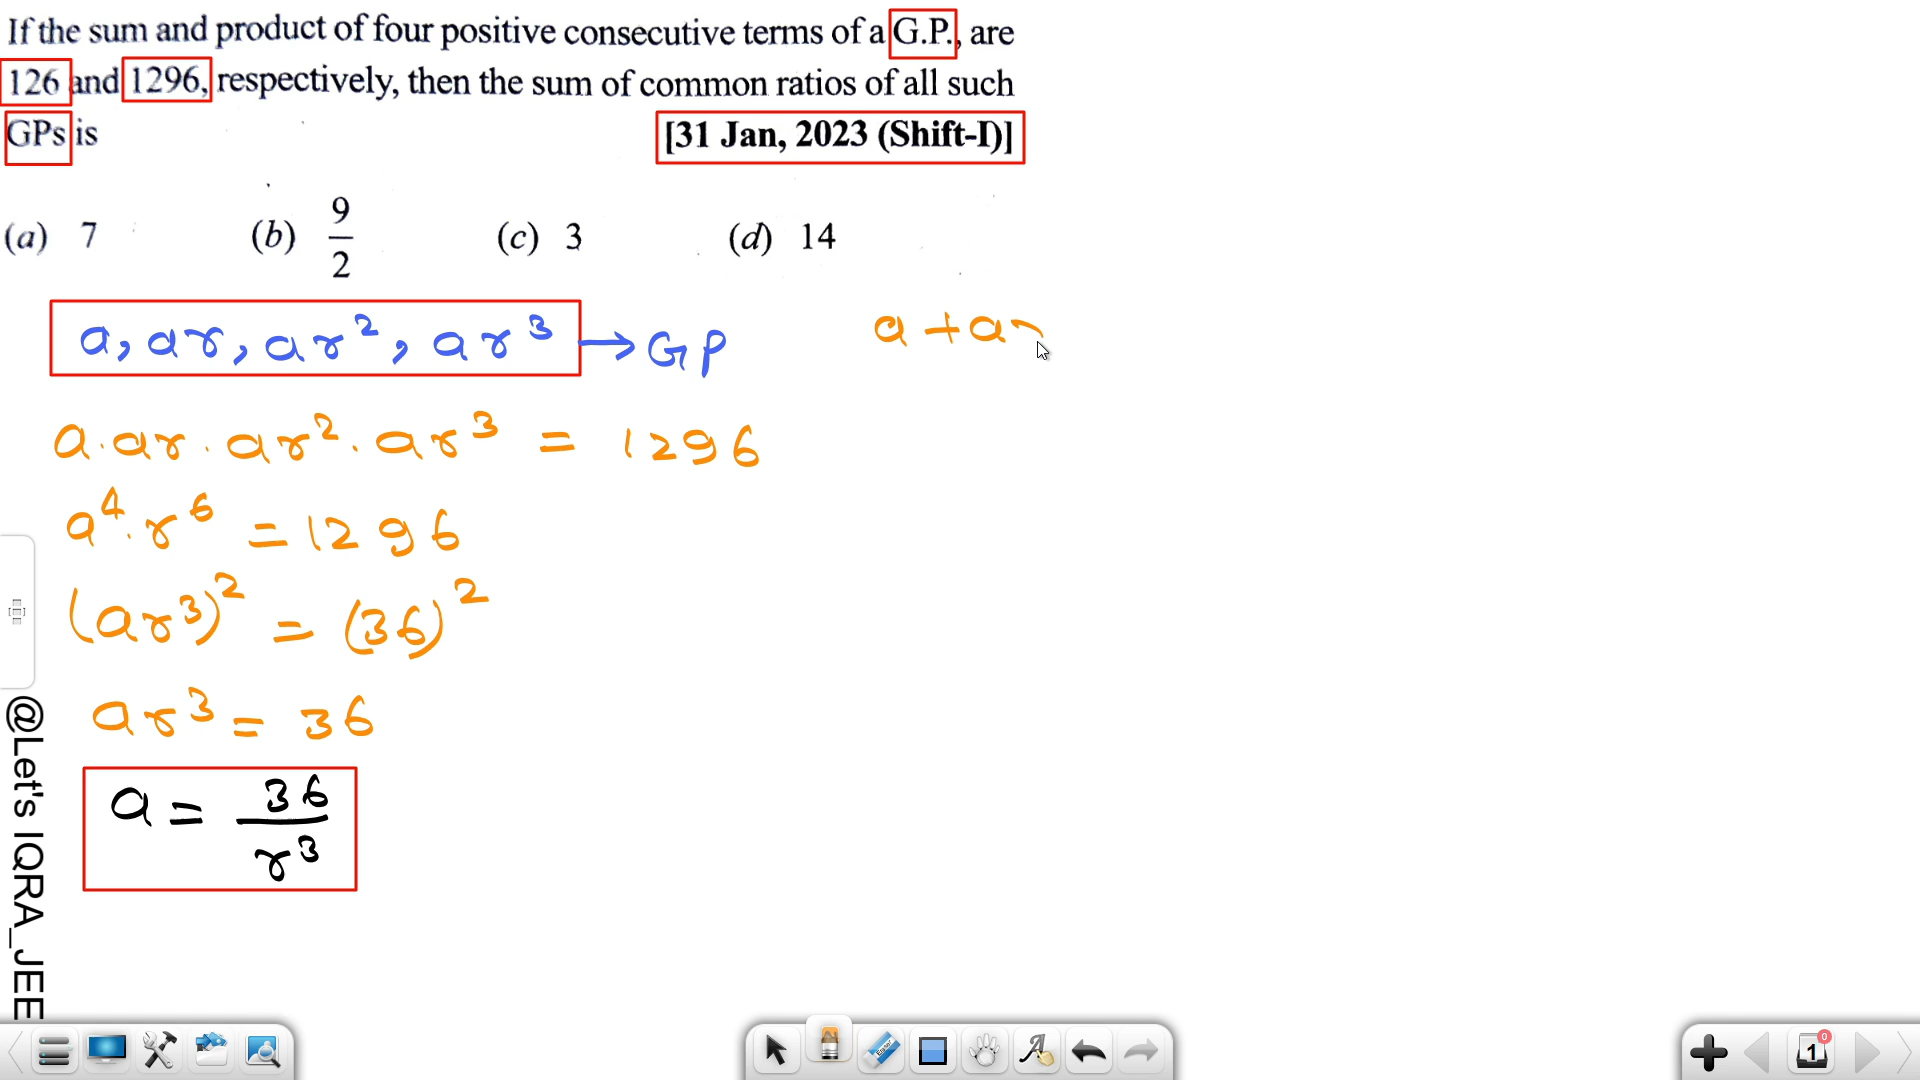 If the sum and product of four positive consecutive terms of a G.P., are
126 and 1296, respectively, then the sum of common ratios of all such
GPs is [31 Jan, 2023 (Shift-I)]
(a) 7 (b) 9/2 (c) 3 (d) 14
a, ar, ar², ar³ → GP
a + ar
a . ar . ar² . ar³ = 1296
a⁴ . r⁶ = 1296
(ar³)² = (36)²
ar³ = 36
a = 36/r³
@Let's IQRA_JEE
Eraser
A
1
0